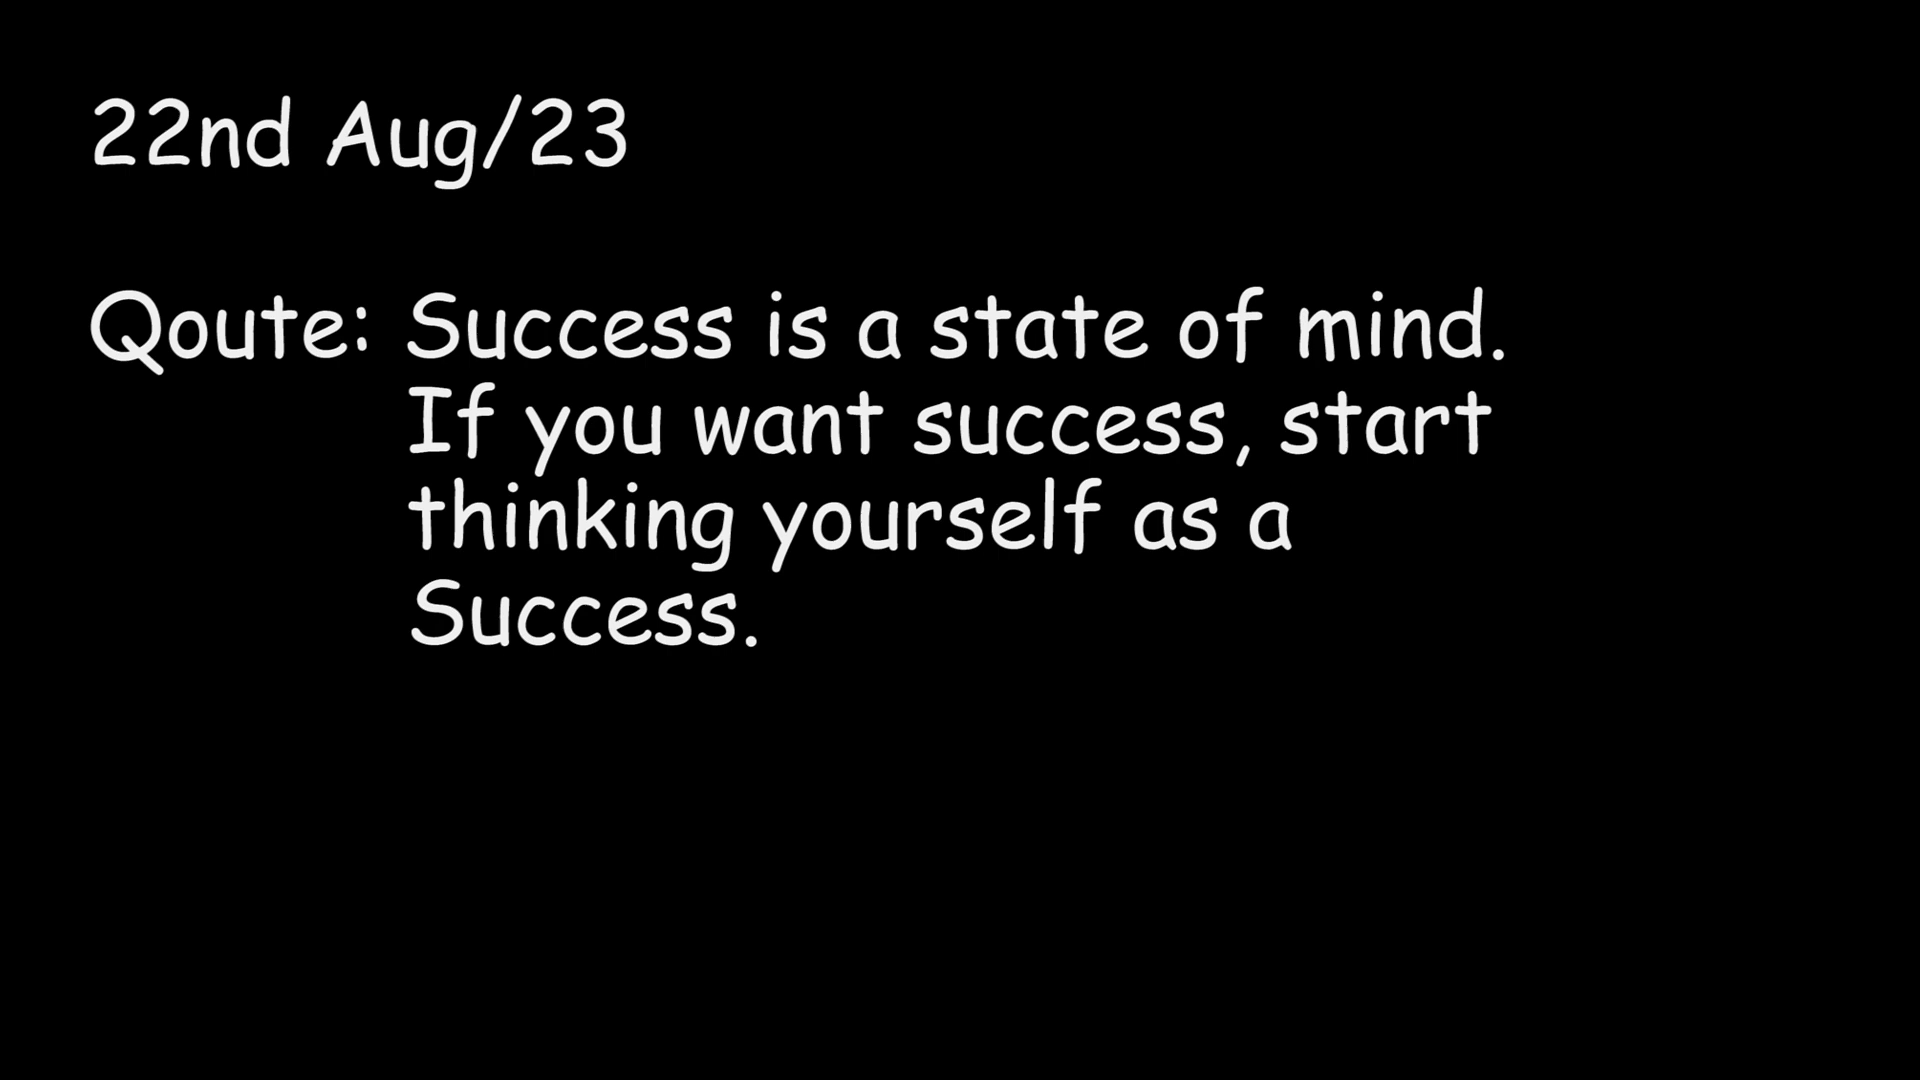 22nd Aug/23
Qoute: Success is a state of mind.
If you want success, start
thinking yourself as a
Success.